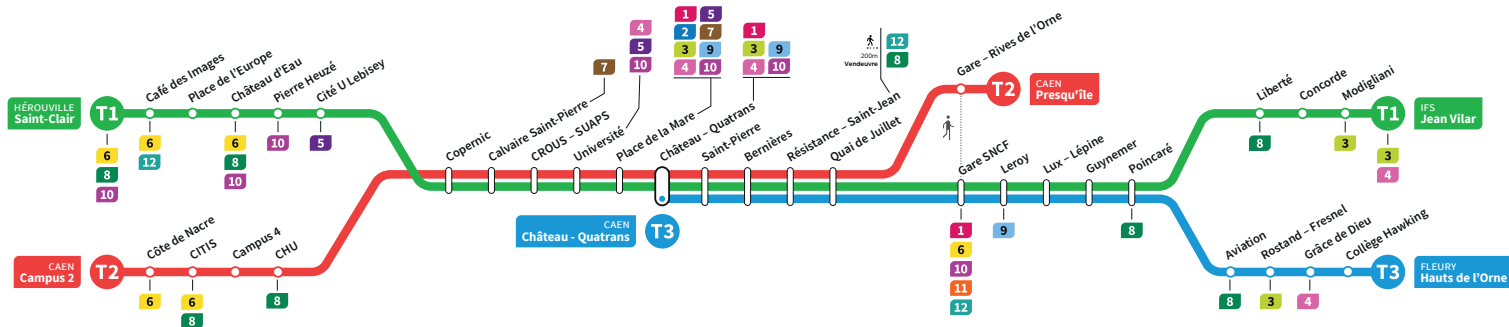 HÉROUVILLE
Saint-Clair
T1
6
8
10
Café des Images
6
12
Place de l'Europe
Château d'Eau
6
8
10
Pierre Heuzé
10
Cité U Lebisey
5
CAEN
Campus 2
T2
Côte de Nacre
6
CITIS
6
8
Campus 4
CHU
8
Copernic
Calvaire Saint-Pierre
7
CROUS – SUAPS
Université
4
5
10
Place de la Mare
1 5
2 7
3 9
4 10
Château – Quatrans
1
3 9
4 10
CAEN
Château - Quatrans
T3
Saint-Pierre
Bernières
Résistance – Saint-Jean
200m
Vendeuvre
12
8
Quai de Juillet
Gare – Rives de l'Orne
T2
CAEN
Presqu'île
Gare SNCF
1
6
10
11
12
Leroy
9
Lux – Lépine
Guynemer
Poincaré
8
Liberté
8
Concorde
Modigliani
3
T1
3
4
IFS
Jean Vilar
Aviation
8
Rostand – Fresnel
3
Grâce de Dieu
4
Collège Hawking
T3
FLEURY
Hauts de l'Orne